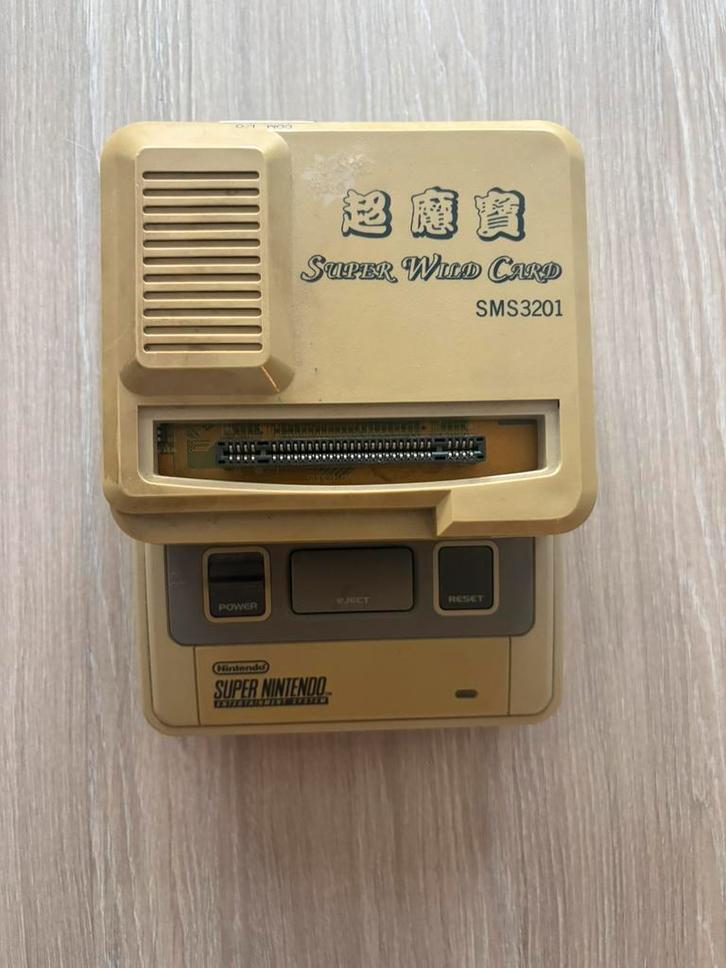 超魔寶
SUPER WILD CARD
SMS3201
POWER
EJECT
RESET
Nintendo
SUPER NINTENDO
ENTERTAINMENT SYSTEM